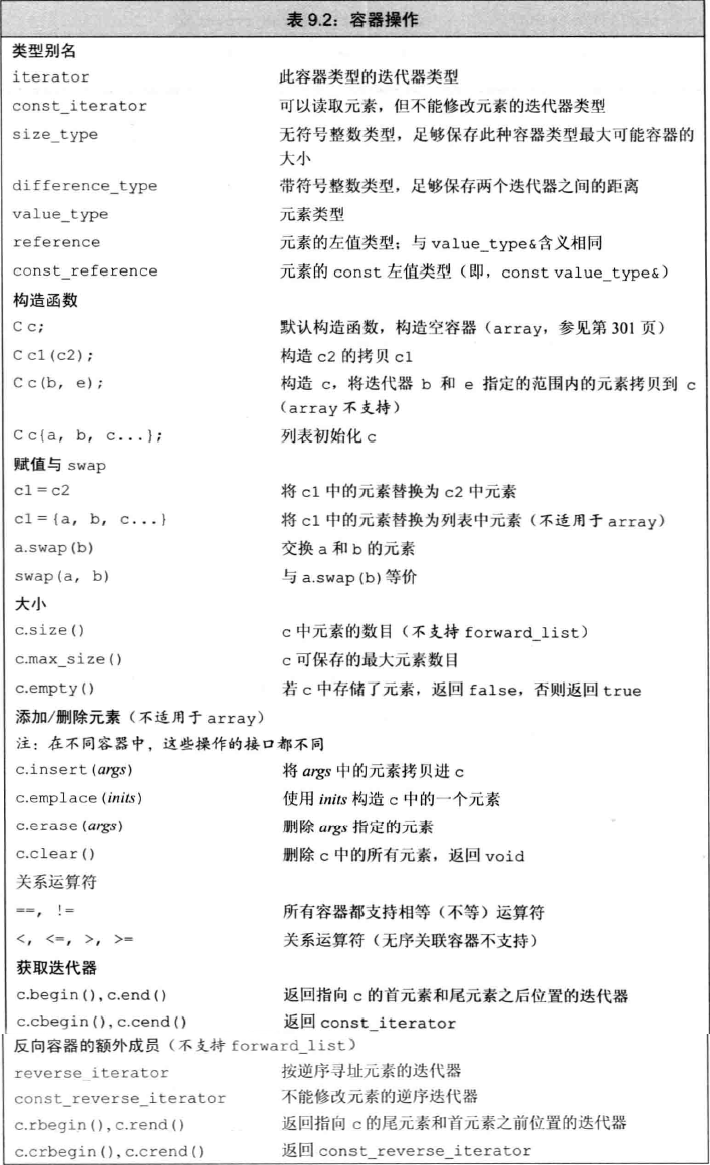 表 9.2：容器操作
类型别名
iterator 此容器类型的迭代器类型
const_iterator 可以读取元素，但不能修改元素的迭代器类型
size_type 无符号整数类型，足够保存此种容器类型最大可能容器的
大小
difference_type 带符号整数类型，足够保存两个迭代器之间的距离
value_type 元素类型
reference 元素的左值类型；与 value_type&含义相同
const_reference 元素的 const 左值类型（即，const value_type&）
构造函数
C c; 默认构造函数，构造空容器（array，参见第 301 页）
C c1(c2); 构造 c2 的拷贝 c1
C c(b, e); 构造 c，将迭代器 b 和 e 指定的范围内的元素拷贝到 c
（array 不支持）
C c{a, b, c...}; 列表初始化 c
赋值与 swap
c1 = c2 将 c1 中的元素替换为 c2 中元素
c1 = {a, b, c...} 将 c1 中的元素替换为列表中元素（不适用于 array）
a.swap(b) 交换 a 和 b 的元素
swap(a, b) 与 a.swap(b) 等价
大小
c.size() c 中元素的数目（不支持 forward_list）
c.max_size() c 可保存的最大元素数目
c.empty() 若 c 中存储了元素，返回 false，否则返回 true
添加/删除元素（不适用于 array）
注：在不同容器中，这些操作的接口都不同
c.insert(args) 将 args 中的元素拷贝进 c
c.emplace(inits) 使用 inits 构造 c 中的一个元素
c.erase(args) 删除 args 指定的元素
c.clear() 删除 c 中的所有元素，返回 void
关系运算符
==, != 所有容器都支持相等（不等）运算符
<, <=, >, >= 关系运算符（无序关联容器不支持）
获取迭代器
c.begin(), c.end() 返回指向 c 的首元素和尾元素之后位置的迭代器
c.cbegin(), c.cend() 返回 const_iterator
反向容器的额外成员（不支持 forward_list）
reverse_iterator 按逆序寻址元素的迭代器
const_reverse_iterator 不能修改元素的逆序迭代器
c.rbegin(), c.rend() 返回指向 c 的尾元素和首元素之前位置的迭代器
c.crbegin(), c.crend() 返回 const_reverse_iterator